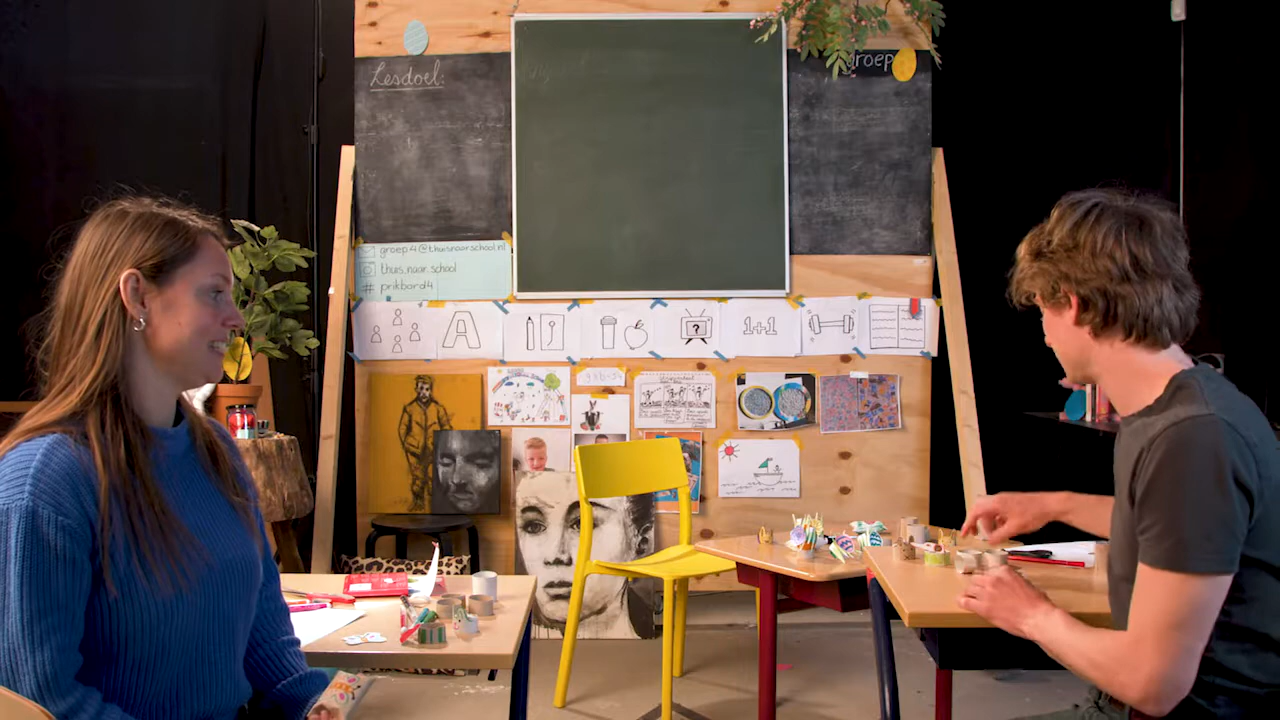 Lesdoel:
groep
groep4@thuisnaarschool.nl
thuis.naar.school
# prikbord4
A
?
1+1